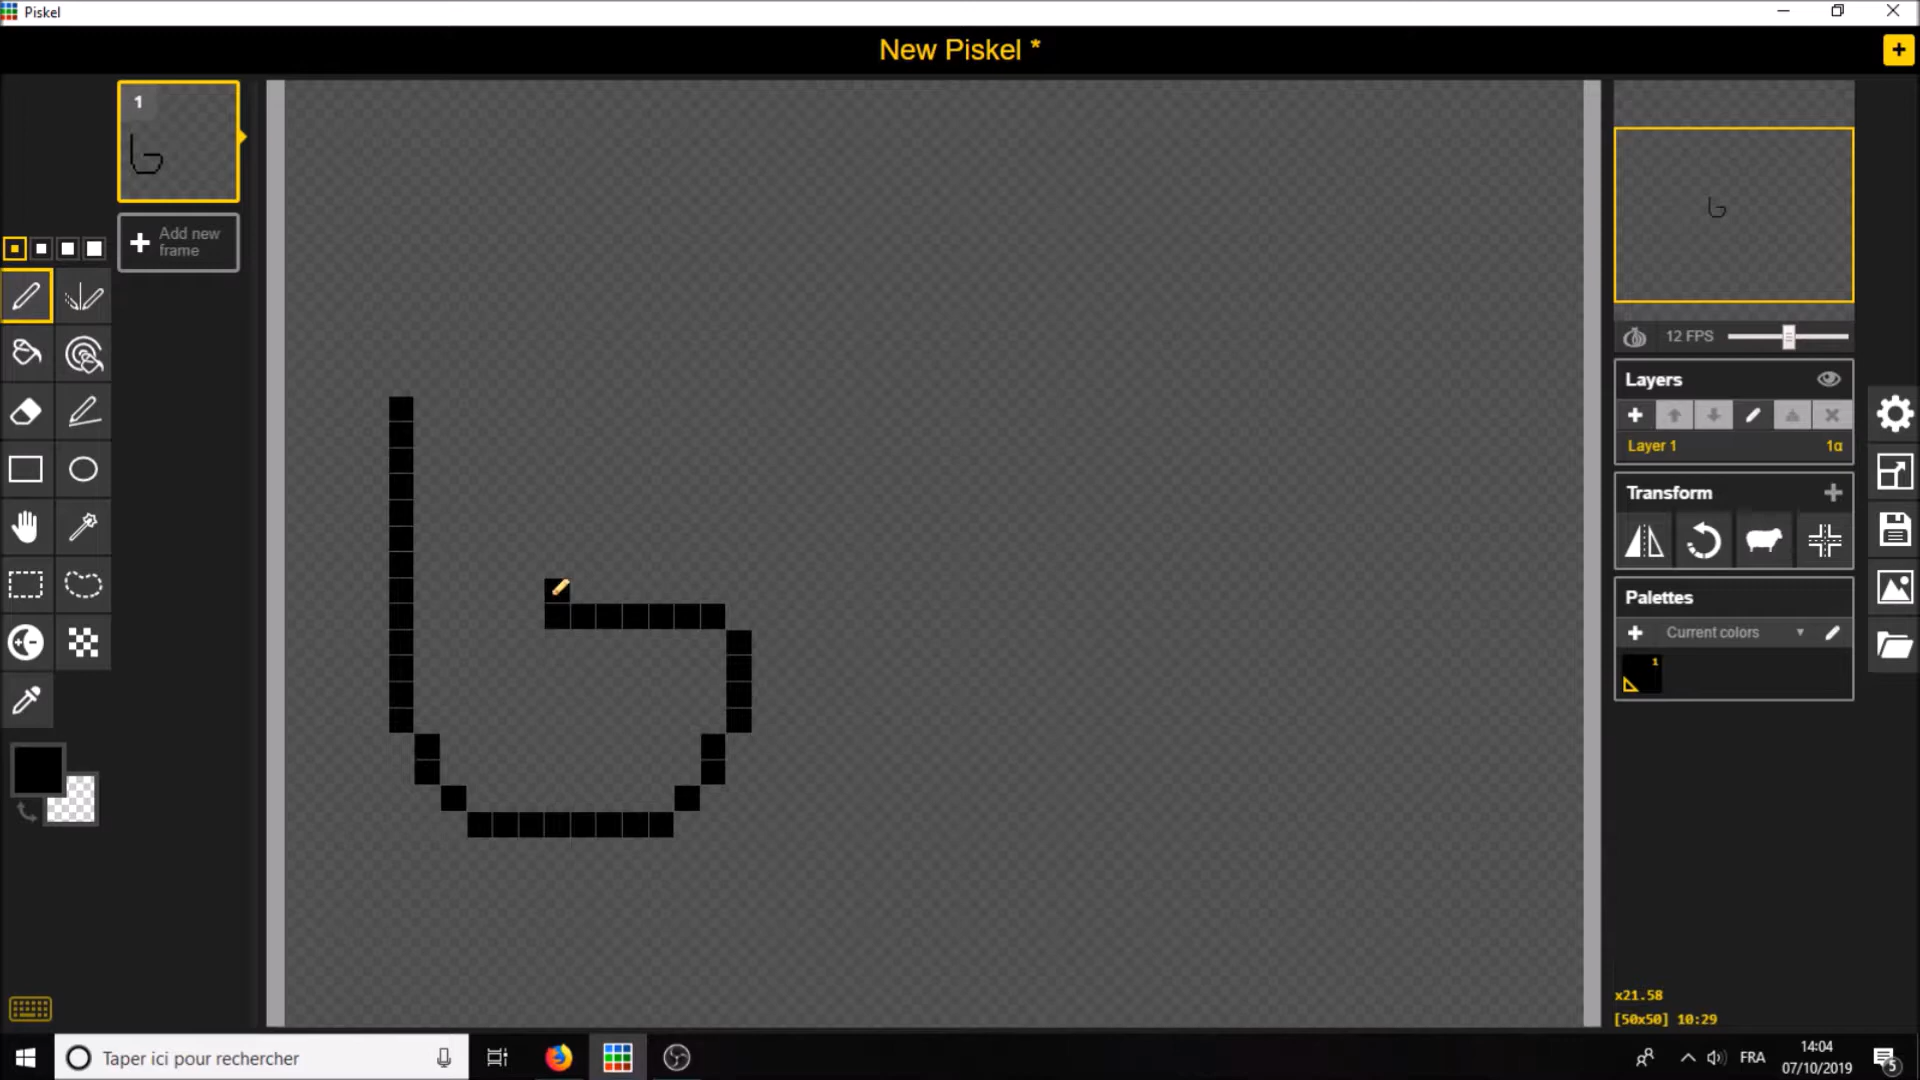 Piskel
New Piskel *
1
Add new
frame
12 FPS
Layers
Layer 1
1α
Transform
Palettes
Current colors
1
x21.58
[50x50] 10:29
Taper ici pour rechercher
FRA
14:04
07/10/2019
5